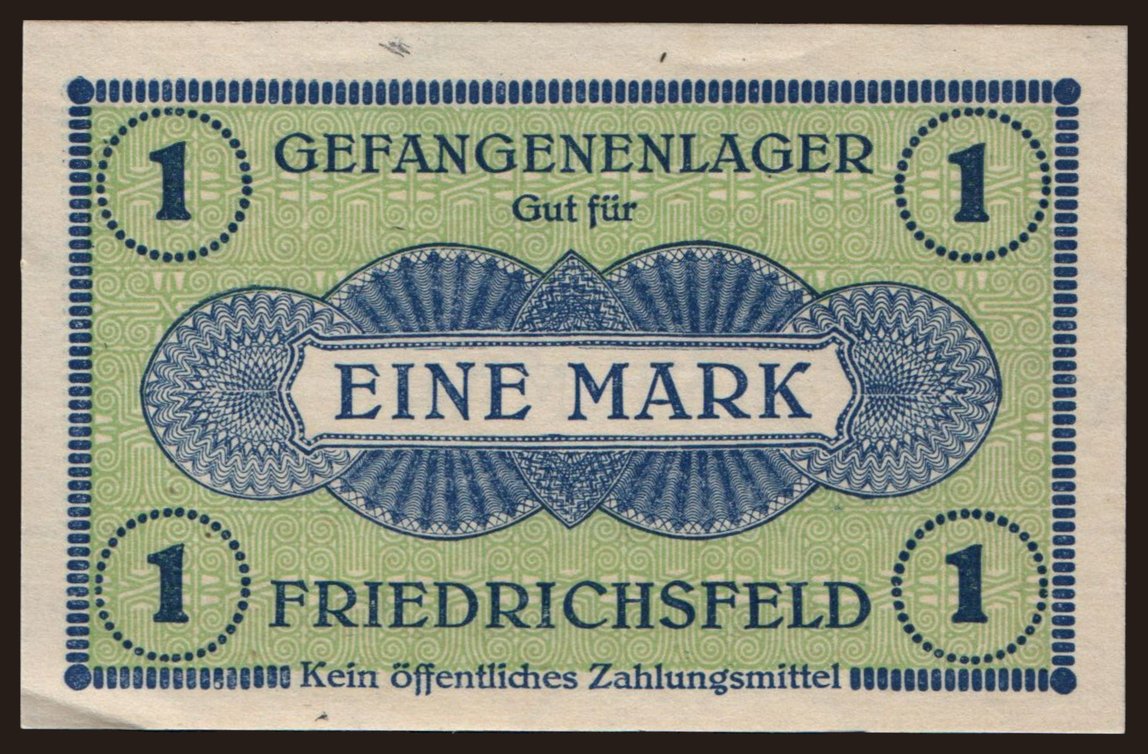 1 GEFANGENENLAGER 1
Gut für
EINE MARK
1 FRIEDRICHSFELD 1
Kein öffentliches Zahlungsmittel